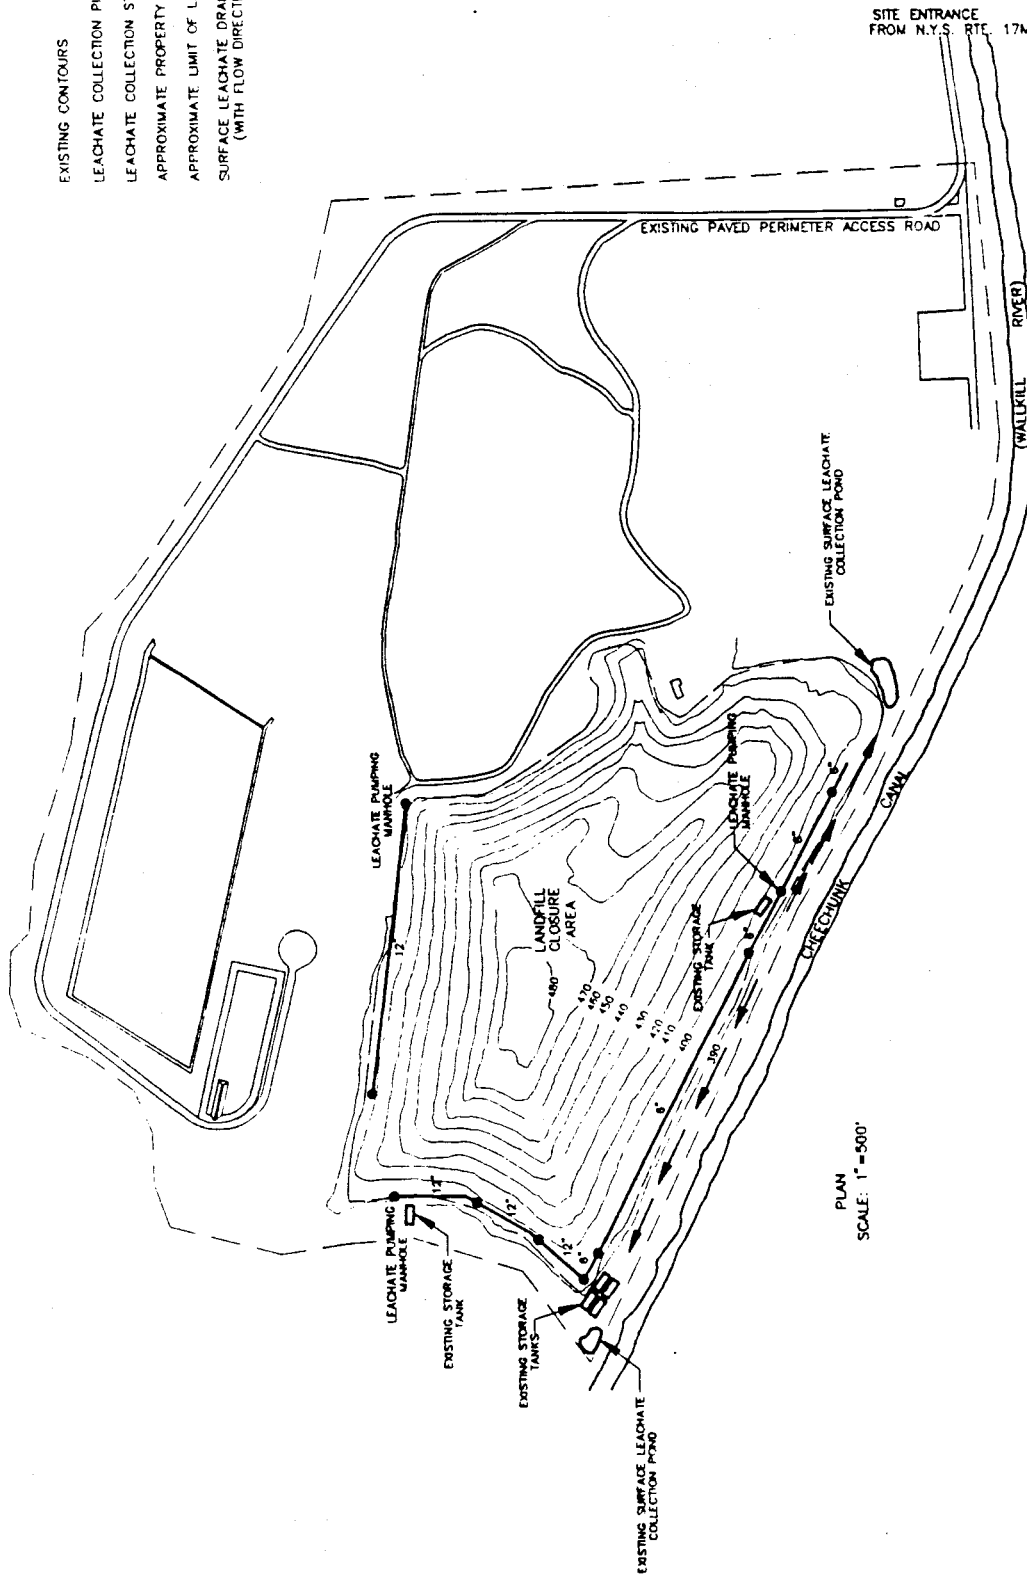 SITE ENTRANCE
FROM N.Y.S. RTE. 17M
EXISTING CONTOURS
LEACHATE COLLECTION
LEACHATE COLLECTION
APPROXIMATE PROPERTY
APPROXIMATE LIMIT OF
SURFACE LEACHATE
(WITH FLOW
EXISTING PAVED PERIMETER ACCESS ROAD
(WALLKILL
RIVER)
EXISTING SURFACE LEACHATE
COLLECTION POND
LEACHATE PUMPING
MANHOLE
12"
LEACHATE PUMPING
MANHOLE
6"
6"
CHEECHUNK
CANAL
LANDFILL
CLOSURE
AREA
480
470
460
450
440
430
420
410
400
390
EXISTING STORAGE
TANK
6"
6"
LEACHATE PUMPING
MANHOLE
12"
12"
12"
6"
EXISTING STORAGE
TANK
EXISTING STORAGE
TANKS
EXISTING SURFACE LEACHATE
COLLECTION POND
PLAN
SCALE: 1"=500'